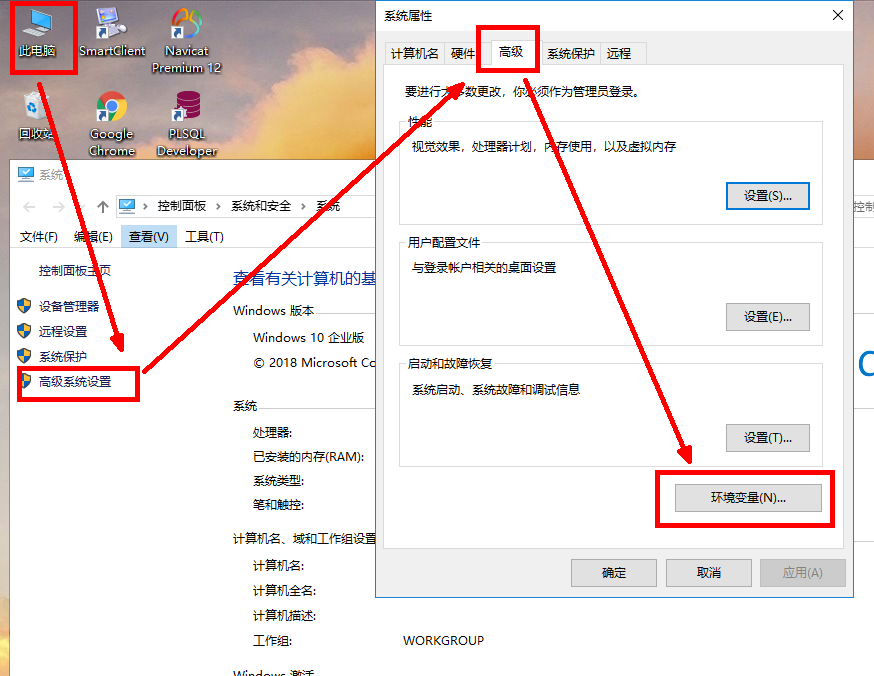 此电脑
SmartClient
Navicat
Premium 12
回收站
Google
Chrome
PLSQL
Developer
系统
控制面板 > 系统和安全 > 系统
文件(F) 编辑(E) 查看(V) 工具(T)
控制面板主页
设备管理器
远程设置
系统保护
高级系统设置
查看有关计算机的基
Windows 版本
Windows 10 企业版
© 2018 Microsoft Co
系统
处理器:
已安装的内存(RAM):
系统类型:
笔和触控:
计算机名、域和工作组设置
计算机名:
计算机全名:
计算机描述:
工作组: WORKGROUP
Windows 激活
系统属性
计算机名 硬件 高级 系统保护 远程
要进行大多数更改，你必须作为管理员登录。
性能
视觉效果，处理器计划，内存使用，以及虚拟内存
设置(S)...
用户配置文件
与登录帐户相关的桌面设置
设置(E)...
启动和故障恢复
系统启动、系统故障和调试信息
设置(T)...
环境变量(N)...
确定 取消 应用(A)
控制